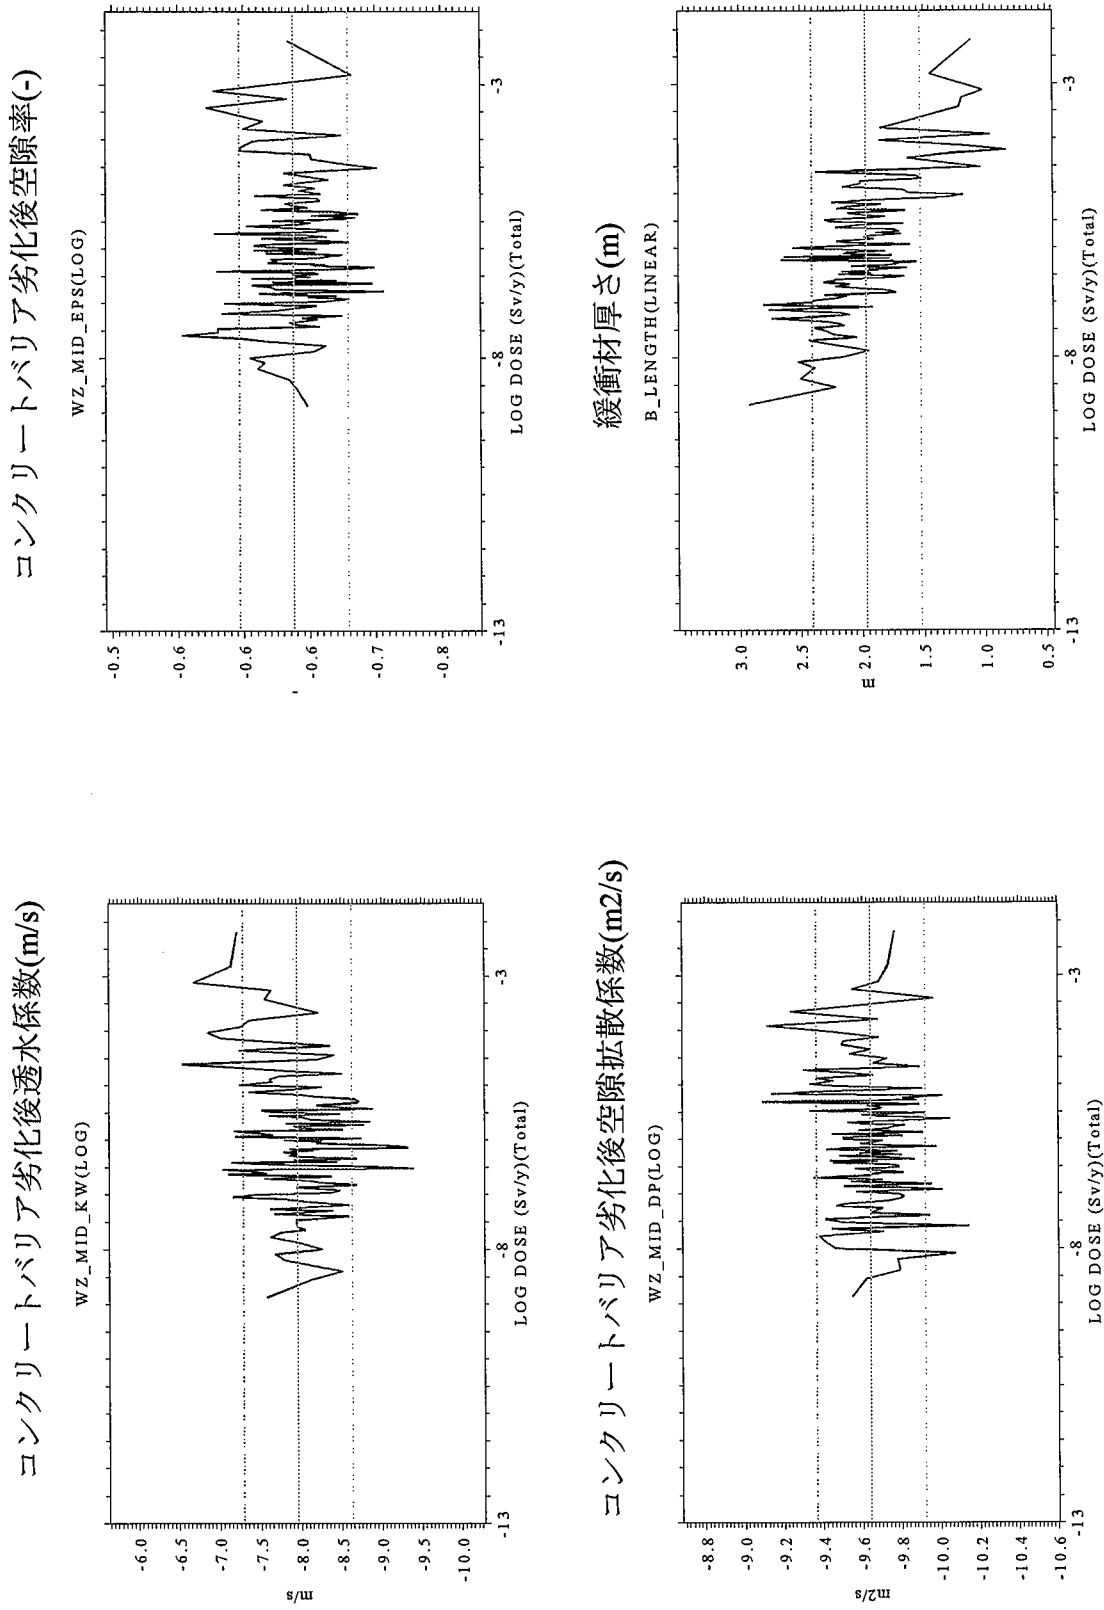 コンクリートバリア劣化後透水係数(m/s)
WZ_MID_KW(LOG)
-6.0
-6.5
-7.0
-7.5
-8.0
-8.5
-9.0
-9.5
-10.0
m/s
-13
-8
-3
LOG DOSE (Sv/y)(Total)
コンクリートバリア劣化後空隙率(-)
WZ_MID_EPS(LOG)
-0.5
-0.6
-0.6
-0.6
-0.7
-0.8
-
-13
-8
-3
LOG DOSE (Sv/y)(Total)
コンクリートバリア劣化後空隙拡散係数(m2/s)
WZ_MID_DP(LOG)
-8.8
-9.0
-9.2
-9.4
-9.6
-9.8
-10.0
-10.2
-10.4
-10.6
m2/s
-13
-8
-3
LOG DOSE (Sv/y)(Total)
緩衝材厚さ(m)
B_LENGTH(LINEAR)
3.0
2.5
2.0
1.5
1.0
0.5
m
-13
-8
-3
LOG DOSE (Sv/y)(Total)